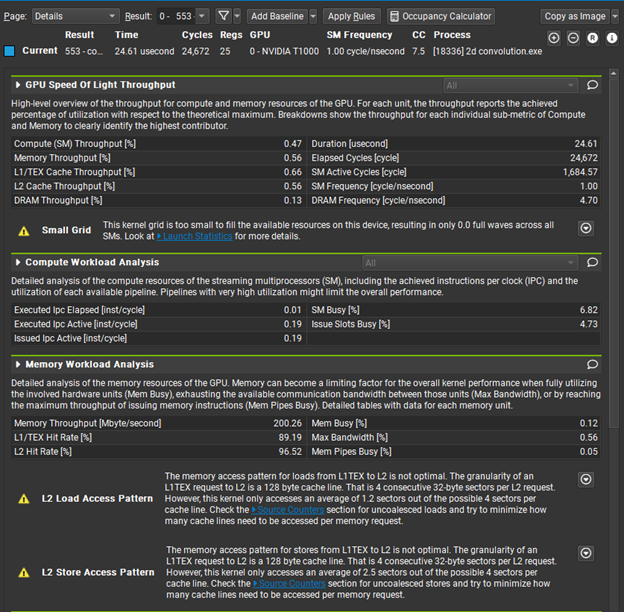 Page: Details Result: 0 - 553 - Add Baseline Apply Rules Occupancy Calculator Copy as Image
Result Time Cycles Regs GPU SM Frequency CC Process
Current 553 - co... 24.61 usecond 24,672 25 0 - NVIDIA T1000 1.00 cycle/nsecond 7.5 [18336] 2d convolution.exe
GPU Speed Of Light Throughput All
High-level overview of the throughput for compute and memory resources of the GPU. For each unit, the throughput reports the achieved
percentage of utilization with respect to the theoretical maximum. Breakdowns show the throughput for each individual sub-metric of Compute
and Memory to clearly identify the highest contributor.
Compute (SM) Throughput [%] 0.47 Duration [usecond] 24.61
Memory Throughput [%] 0.56 Elapsed Cycles [cycle] 24,672
L1/TEX Cache Throughput [%] 0.66 SM Active Cycles [cycle] 1,684.57
L2 Cache Throughput [%] 0.56 SM Frequency [cycle/nsecond] 1.00
DRAM Throughput [%] 0.13 DRAM Frequency [cycle/nsecond] 4.70
Small Grid
This kernel grid is too small to fill the available resources on this device, resulting in only 0.0 full waves across all
SMs. Look at Launch Statistics for more details.
Compute Workload Analysis All
Detailed analysis of the compute resources of the streaming multiprocessors (SM), including the achieved instructions per clock (IPC) and the
utilization of each available pipeline. Pipelines with very high utilization might limit the overall performance.
Executed Ipc Elapsed [inst/cycle] 0.01 SM Busy [%] 6.82
Executed Ipc Active [inst/cycle] 0.19 Issue Slots Busy [%] 4.73
Issued Ipc Active [inst/cycle] 0.19
Memory Workload Analysis
Detailed analysis of the memory resources of the GPU. Memory can become a limiting factor for the overall kernel performance when fully utilizing
the involved hardware units (Mem Busy), exhausting the available communication bandwidth between those units (Max Bandwidth), or by reaching
the maximum throughput of issuing memory instructions (Mem Pipes Busy). Detailed tables with data for each memory unit.
Memory Throughput [Mbyte/second] 200.26 Mem Busy [%] 0.12
L1/TEX Hit Rate [%] 89.19 Max Bandwidth [%] 0.56
L2 Hit Rate [%] 96.52 Mem Pipes Busy [%] 0.05
L2 Load Access Pattern
The memory access pattern for loads from L1TEX to L2 is not optimal. The granularity of an
L1TEX request to L2 is a 128 byte cache line. That is 4 consecutive 32-byte sectors per L2 request.
However, this kernel only accesses an average of 1.2 sectors out of the possible 4 sectors per
cache line. Check the Source Counters section for uncoalesced loads and try to minimize how
many cache lines need to be accessed per memory request.
L2 Store Access Pattern
The memory access pattern for stores from L1TEX to L2 is not optimal. The granularity of an
L1TEX request to L2 is a 128 byte cache line. That is 4 consecutive 32-byte sectors per L2 request.
However, this kernel only accesses an average of 2.5 sectors out of the possible 4 sectors per
cache line. Check the Source Counters section for uncoalesced stores and try to minimize how
many cache lines need to be accessed per memory request.